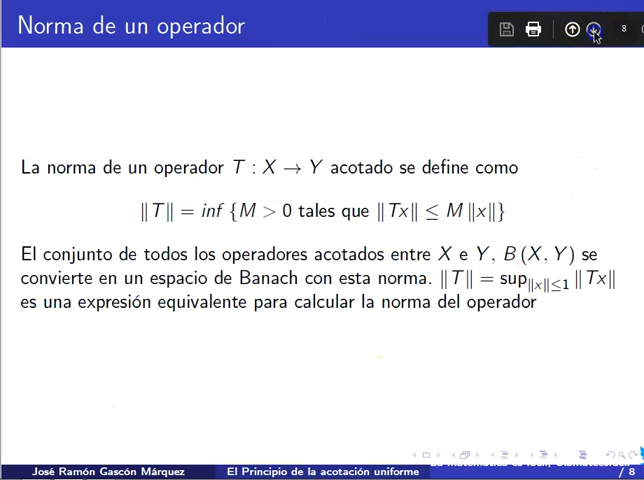 Norma de un operador
8
La norma de un operador T : X → Y acotado se define como
‖T‖ = inf {M > 0 tales que ‖Tx‖ ≤ M ‖x‖}
El conjunto de todos los operadores acotados entre X e Y, B (X, Y) se
convierte en un espacio de Banach con esta norma. ‖T‖ = sup‖x‖≤1 ‖Tx‖
es una expresión equivalente para calcular la norma del operador
José Ramón Gascón Márquez
El Principio de la acotación uniforme
/ 8